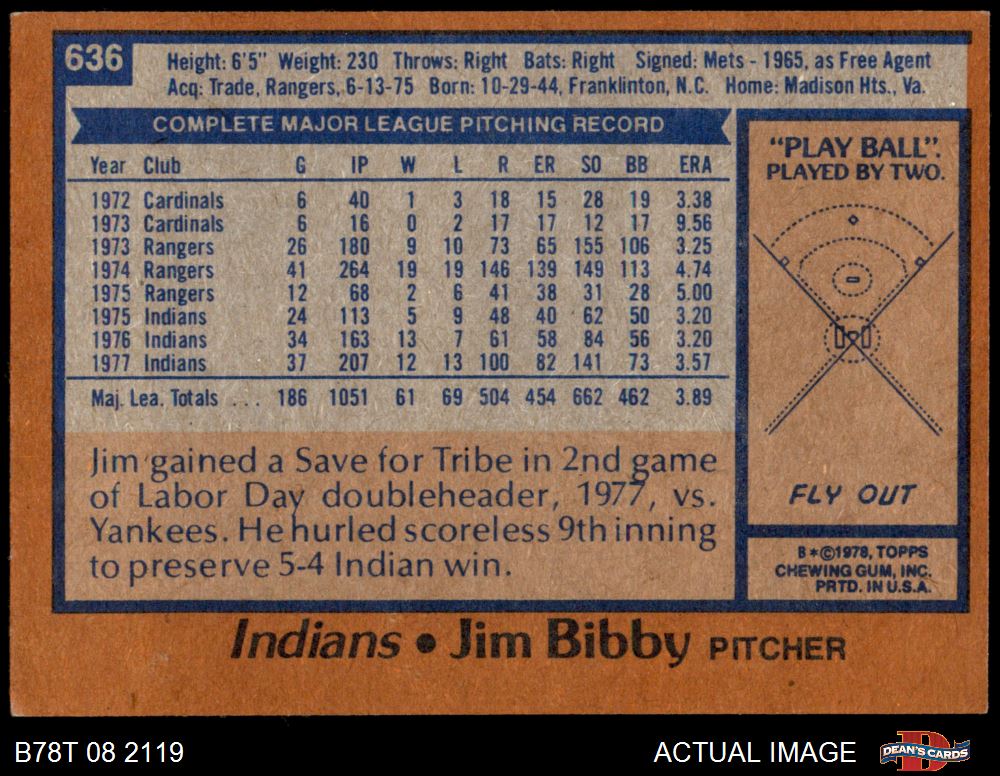 636
Height: 6'5" Weight: 230 Throws: Right Bats: Right Signed: Mets - 1965, as Free Agent
Acq: Trade, Rangers, 6-13-75 Born: 10-29-44, Franklinton, N.C. Home: Madison Hts., Va.
COMPLETE MAJOR LEAGUE PITCHING RECORD
Year Club G IP W L R ER SO BB ERA
1972 Cardinals 6 40 1 3 18 15 28 19 3.38
1973 Cardinals 6 16 0 2 17 17 12 17 9.56
1973 Rangers 26 180 9 10 73 65 155 106 3.25
1974 Rangers 41 264 19 19 146 139 149 113 4.74
1975 Rangers 12 68 2 6 41 38 31 28 5.00
1975 Indians 24 113 5 9 48 40 62 50 3.20
1976 Indians 34 163 13 7 61 58 84 56 3.20
1977 Indians 37 207 12 13 100 82 141 73 3.57
Maj. Lea. Totals ... 186 1051 61 69 504 454 662 462 3.89
Jim gained a Save for Tribe in 2nd game
of Labor Day doubleheader, 1977, vs.
Yankees. He hurled scoreless 9th inning
to preserve 5-4 Indian win.
"PLAY BALL".
PLAYED BY TWO.
FLY OUT
B*©1978, TOPPS
CHEWING GUM, INC.
PRTD. IN U.S.A.
Indians • Jim Bibby PITCHER
B78T 08 2119
ACTUAL IMAGE
DEAN'S CARDS